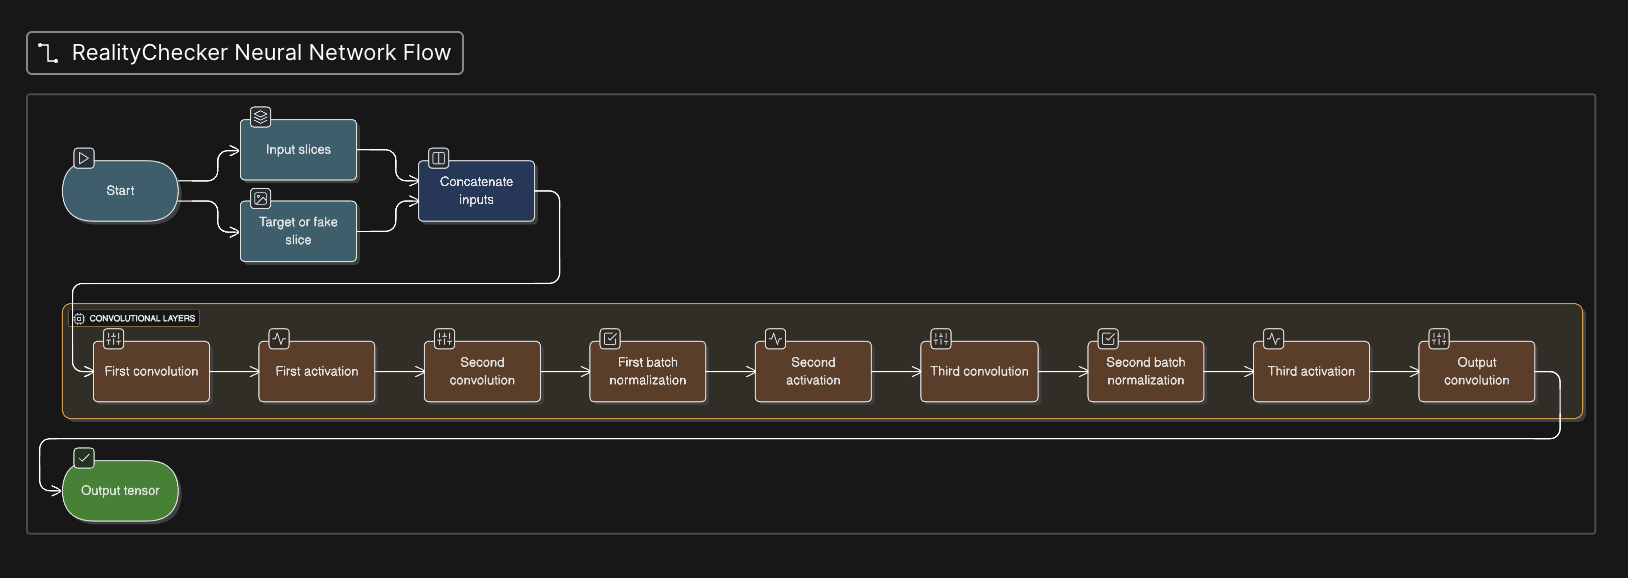 RealityChecker Neural Network Flow
Input slices
Start
Concatenate
inputs
Target or fake
slice
CONVOLUTIONAL LAYERS
First convolution
First activation
Second
convolution
First batch
normalization
Second
activation
Third convolution
Second batch
normalization
Third activation
Output
convolution
Output tensor